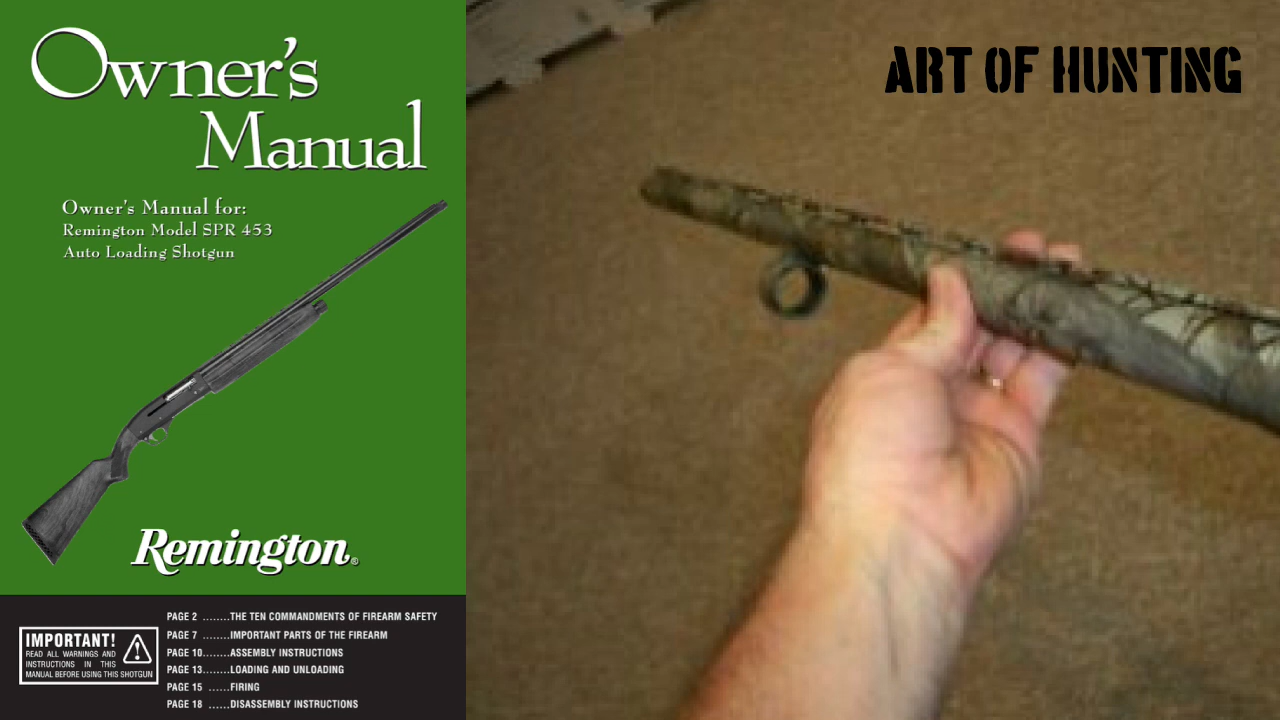 Owner's
Manual
Owner's Manual for:
Remington Model SPR 453
Auto Loading Shotgun
Remington®
IMPORTANT!
READ ALL WARNINGS AND
INSTRUCTIONS IN THIS
MANUAL BEFORE USING THIS SHOTGUN
PAGE 2 ........THE TEN COMMANDMENTS OF FIREARM SAFETY
PAGE 7 ........IMPORTANT PARTS OF THE FIREARM
PAGE 10........ASSEMBLY INSTRUCTIONS
PAGE 13........LOADING AND UNLOADING
PAGE 15 ......FIRING
PAGE 18 ......DISASSEMBLY INSTRUCTIONS
ART OF HUNTING